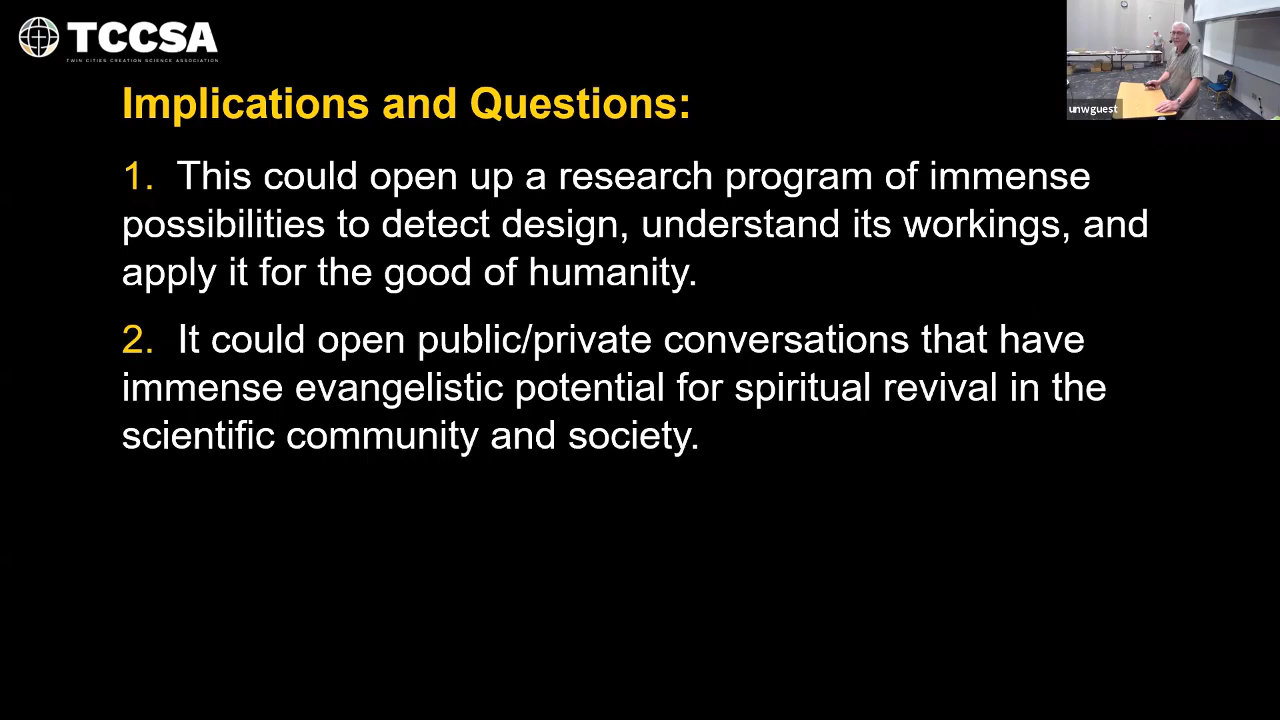 TCCSA
TWIN CITIES CREATION SCIENCE ASSOCIATION
unwguest
Implications and Questions:
1. This could open up a research program of immense
possibilities to detect design, understand its workings, and
apply it for the good of humanity.
2. It could open public/private conversations that have
immense evangelistic potential for spiritual revival in the
scientific community and society.